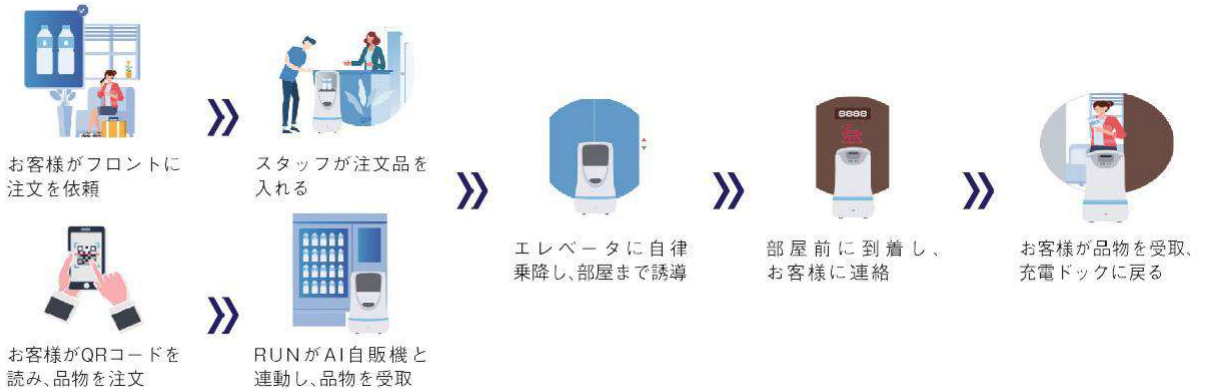 お客様がフロントに
注文を依頼
スタッフが注文品を
入れる
お客様がQRコードを
読み、品物を注文
RUNがAI自販機と
連動し、品物を受取
エレベータに自律
乗降し、部屋まで誘導
8888
部屋前に到着し、
お客様に連絡
お客様が品物を受取、
充電ドックに戻る